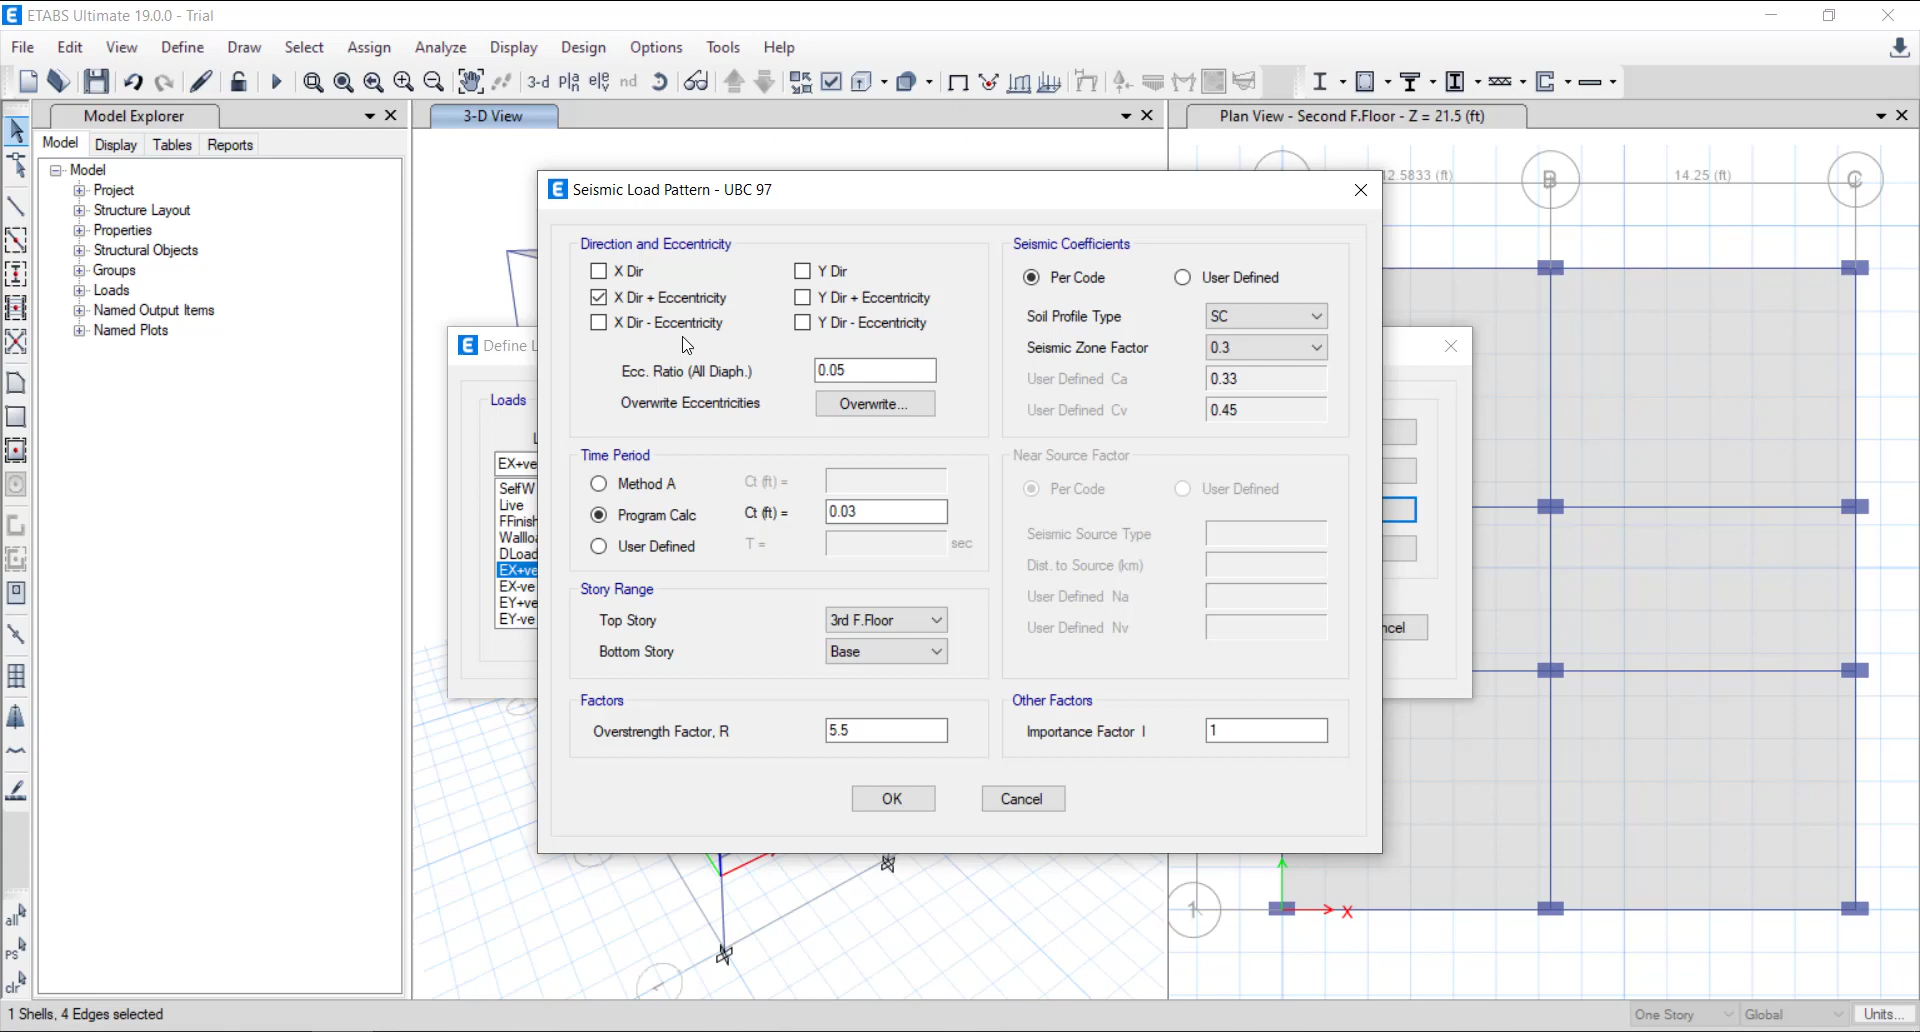 ETABS Ultimate 19.0.0 - Trial
File Edit View Define Draw Select Assign Analyze Display Design Options Tools Help
3-d pla ele nd
Model Explorer
3-D View
Plan View - Second F.Floor - Z = 21.5 (ft)
Model Display Tables Reports
Model
Project
Structure Layout
Properties
Structural Objects
Groups
Loads
Named Output Items
Named Plots
12.5833 (ft)
B
14.25 (ft)
C
Seismic Load Pattern - UBC 97
Direction and Eccentricity
X Dir Y Dir
X Dir + Eccentricity Y Dir + Eccentricity
X Dir - Eccentricity Y Dir - Eccentricity
Ecc. Ratio (All Diaph.) 0.05
Overwrite Eccentricities Overwrite...
Time Period
Method A Ct (ft) =
Program Calc Ct (ft) = 0.03
User Defined T = sec
Story Range
Top Story 3rd F.Floor
Bottom Story Base
Factors
Overstrength Factor, R 5.5
Seismic Coefficients
Per Code User Defined
Soil Profile Type SC
Seismic Zone Factor 0.3
User Defined Ca 0.33
User Defined Cv 0.45
Near Source Factor
Per Code User Defined
Seismic Source Type
Dist. to Source (km)
User Defined Na
User Defined Nv
Other Factors
Importance Factor I 1
OK Cancel
Define L
Loads
EX+ve
SelfW
Live
FFinish
Wallloa
DLoad
EX+ve
EX-ve
EY+ve
EY-ve
ncel
1
X
all
PS
clr
1 Shells, 4 Edges selected
One Story Global Units...